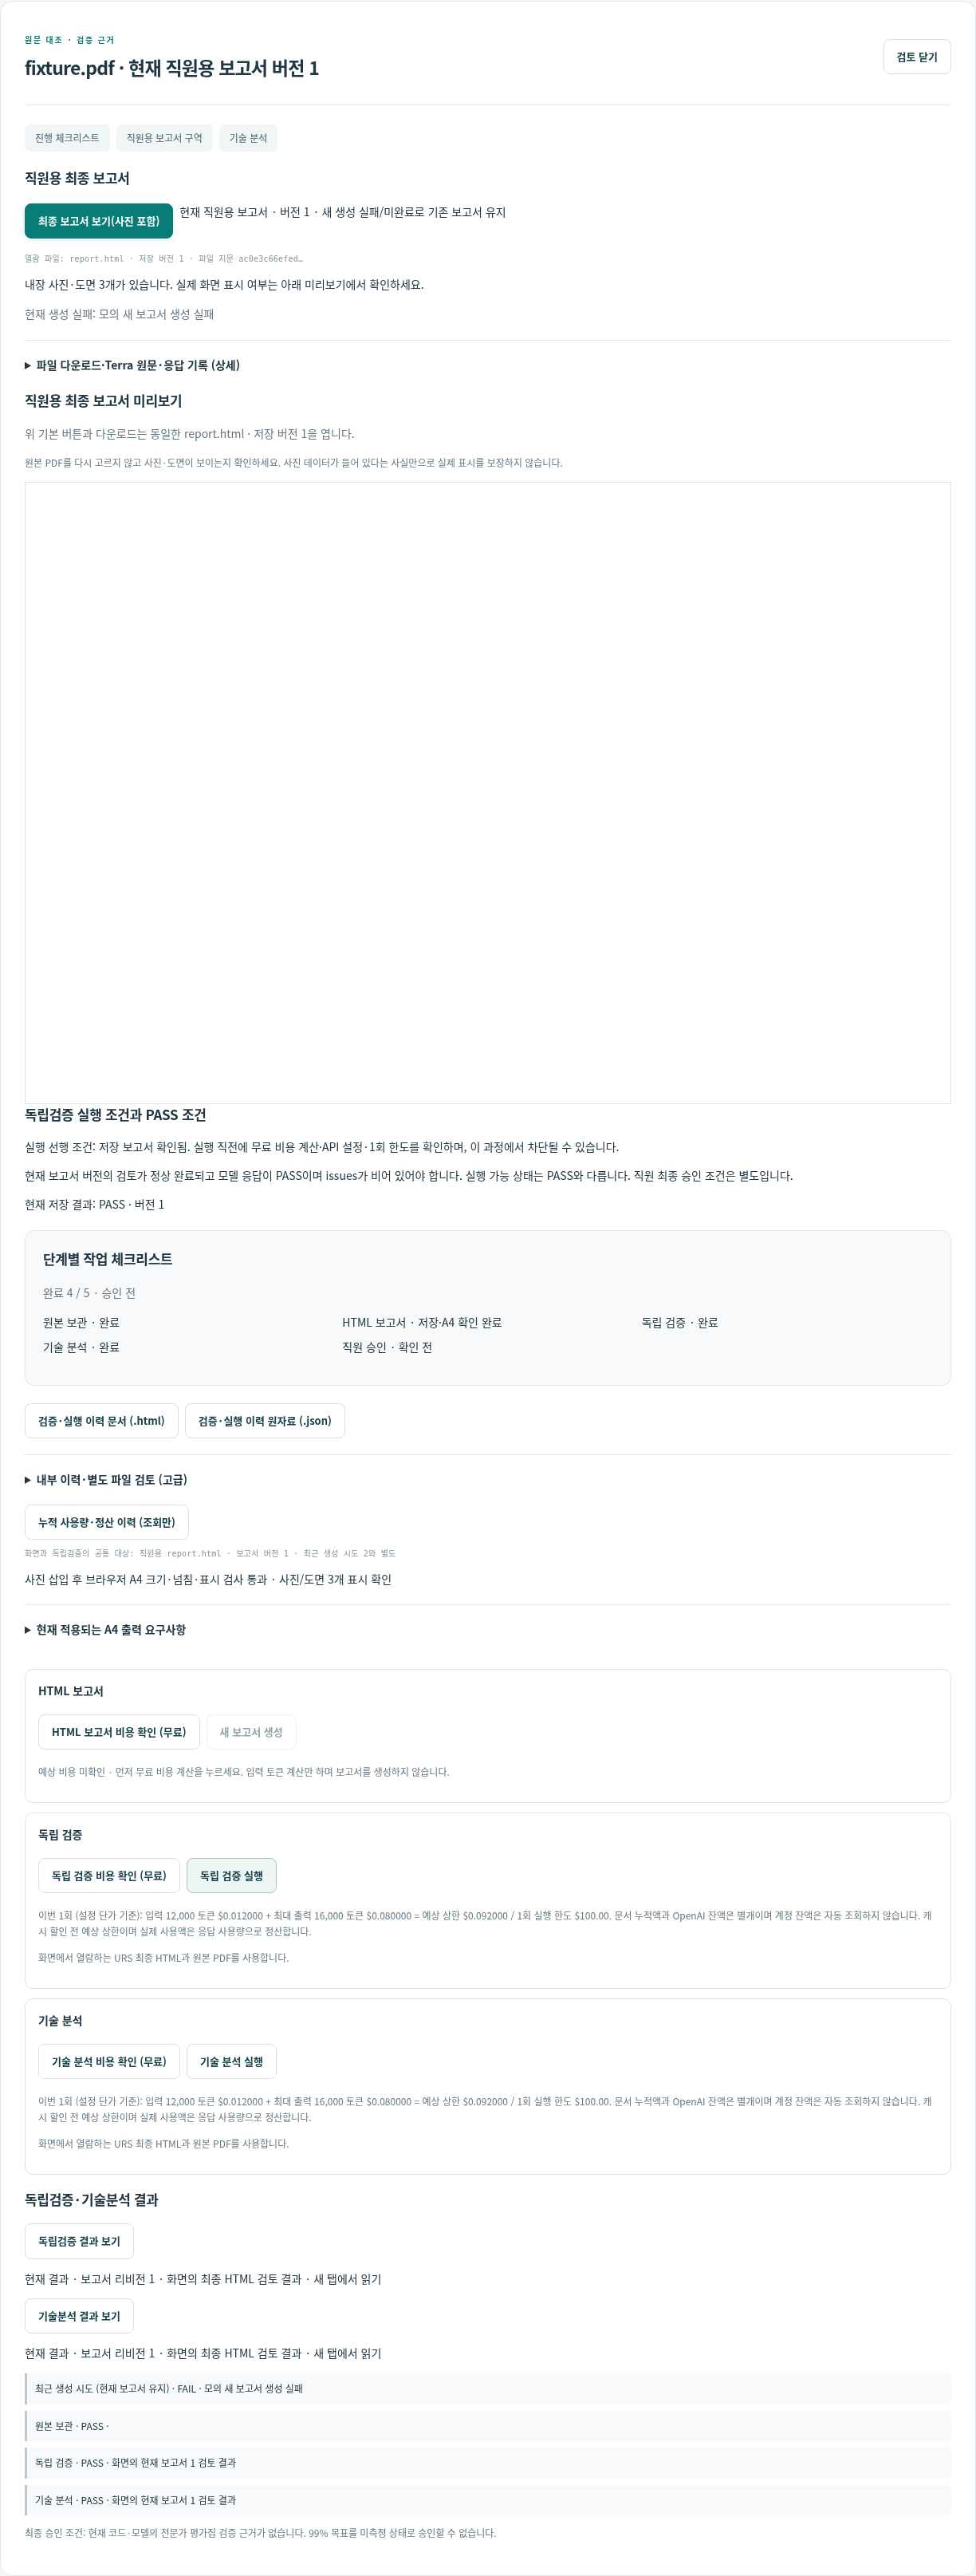 원문 대조 · 검증 근거
fixture.pdf · 현재 직원용 보고서 버전 1
검토 닫기
진행 체크리스트
직원용 보고서 구역
기술 분석
직원용 최종 보고서
최종 보고서 보기(사진 포함)
현재 직원용 보고서 · 버전 1 · 새 생성 실패/미완료로 기존 보고서 유지
열람 파일: report.html · 저장 버전 1 · 파일 지문 ac0e3c66efed…
내장 사진·도면 3개가 있습니다. 실제 화면 표시 여부는 아래 미리보기에서 확인하세요.
현재 생성 실패: 모의 새 보고서 생성 실패
▶ 파일 다운로드·Terra 원문·응답 기록 (상세)
직원용 최종 보고서 미리보기
위 기본 버튼과 다운로드는 동일한 report.html · 저장 버전 1을 엽니다.
원본 PDF를 다시 고르지 않고 사진·도면이 보이는지 확인하세요. 사진 데이터가 들어 있다는 사실만으로 실제 표시를 보장하지 않습니다.
독립검증 실행 조건과 PASS 조건
실행 선행 조건: 저장 보고서 확인됨. 실행 직전에 무료 비용 계산·API 설정·1회 한도를 확인하며, 이 과정에서 차단될 수 있습니다.
현재 보고서 버전의 검토가 정상 완료되고 모델 응답이 PASS이며 issues가 비어 있어야 합니다. 실행 가능 상태는 PASS와 다릅니다. 직원 최종 승인 조건은 별도입니다.
현재 저장 결과: PASS · 버전 1
단계별 작업 체크리스트
완료 4 / 5 · 승인 전
원본 보관 · 완료
HTML 보고서 · 저장·A4 확인 완료
독립 검증 · 완료
기술 분석 · 완료
직원 승인 · 확인 전
검증·실행 이력 문서 (.html)
검증·실행 이력 원자료 (.json)
▶ 내부 이력·별도 파일 검토 (고급)
누적 사용량·정산 이력 (조회만)
화면과 독립검증의 공통 대상: 직원용 report.html · 보고서 버전 1 · 최근 생성 시도 2와 별도
사진 삽입 후 브라우저 A4 크기·넘침·표시 검사 통과 · 사진/도면 3개 표시 확인
▶ 현재 적용되는 A4 출력 요구사항
HTML 보고서
HTML 보고서 비용 확인 (무료)
새 보고서 생성
예상 비용 미확인 · 먼저 무료 비용 계산을 누르세요. 입력 토큰 계산만 하며 보고서를 생성하지 않습니다.
독립 검증
독립 검증 비용 확인 (무료)
독립 검증 실행
이번 1회 (설정 단가 기준): 입력 12,000 토큰 $0.012000 + 최대 출력 16,000 토큰 $0.080000 = 예상 상한 $0.092000 / 1회 실행 한도 $100.00. 문서 누적액과 OpenAI 잔액은 별개이며 계정 잔액은 자동 조회하지 않습니다. 캐
시 할인 전 예상 상한이며 실제 사용액은 응답 사용량으로 정산합니다.
화면에서 열람하는 URS 최종 HTML과 원본 PDF를 사용합니다.
기술 분석
기술 분석 비용 확인 (무료)
기술 분석 실행
이번 1회 (설정 단가 기준): 입력 12,000 토큰 $0.012000 + 최대 출력 16,000 토큰 $0.080000 = 예상 상한 $0.092000 / 1회 실행 한도 $100.00. 문서 누적액과 OpenAI 잔액은 별개이며 계정 잔액은 자동 조회하지 않습니다. 캐
시 할인 전 예상 상한이며 실제 사용액은 응답 사용량으로 정산합니다.
화면에서 열람하는 URS 최종 HTML과 원본 PDF를 사용합니다.
독립검증·기술분석 결과
독립검증 결과 보기
현재 결과 · 보고서 리비전 1 · 화면의 최종 HTML 검토 결과 · 새 탭에서 읽기
기술분석 결과 보기
현재 결과 · 보고서 리비전 1 · 화면의 최종 HTML 검토 결과 · 새 탭에서 읽기
최근 생성 시도 (현재 보고서 유지) · FAIL · 모의 새 보고서 생성 실패
원본 보관 · PASS ·
독립 검증 · PASS · 화면의 현재 보고서 1 검토 결과
기술 분석 · PASS · 화면의 현재 보고서 1 검토 결과
최종 승인 조건: 현재 코드·모델의 전문가 평가집 검증 근거가 없습니다. 99% 목표를 미측정 상태로 승인할 수 없습니다.